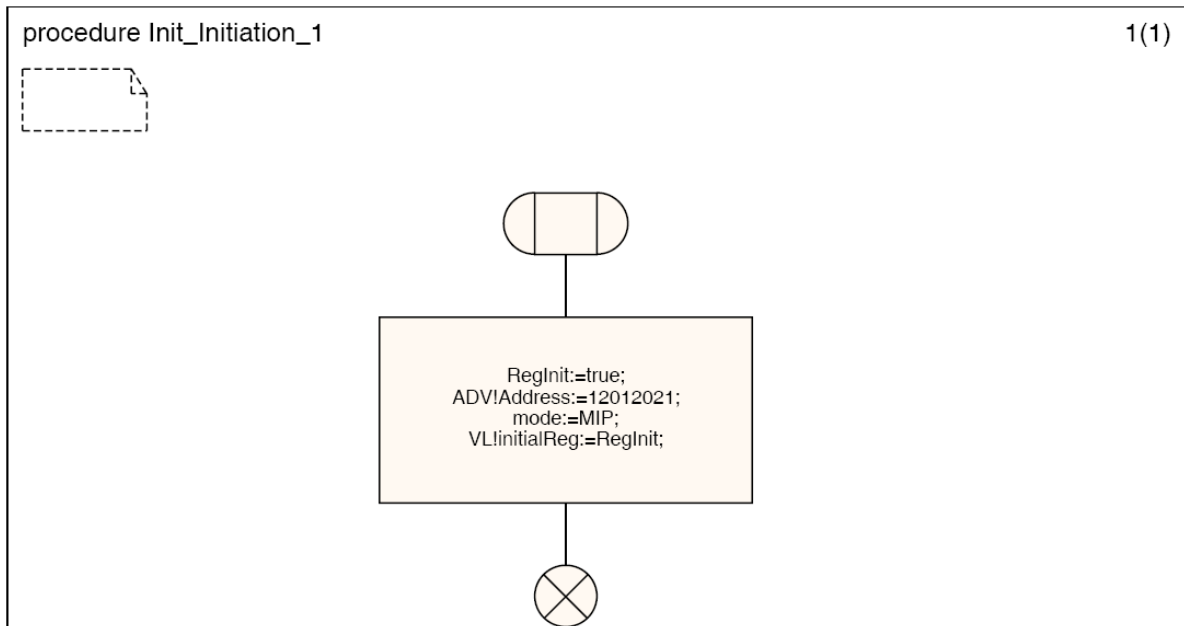 procedure Init_Initiation_1
1(1)
RegInit:=true;
ADV!Address:=12012021;
mode:=MIP;
VL!initialReg:=RegInit;